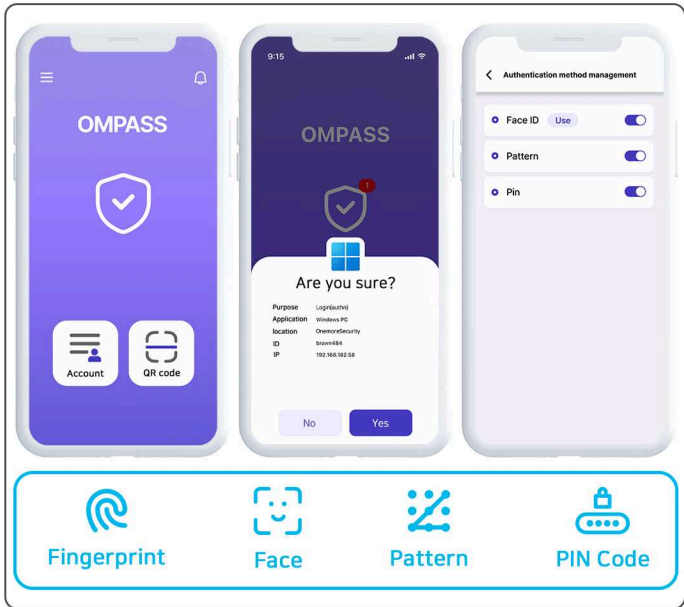 OMPASS
Account
QR code
9:15
OMPASS
1
Are you sure?
Purpose Login(authn)
Application Windows PC
location OnemoreSecurity
ID brown484
IP 192.168.182.58
No
Yes
Authentication method management
Face ID Use
Pattern
Pin
Fingerprint
Face
Pattern
PIN Code